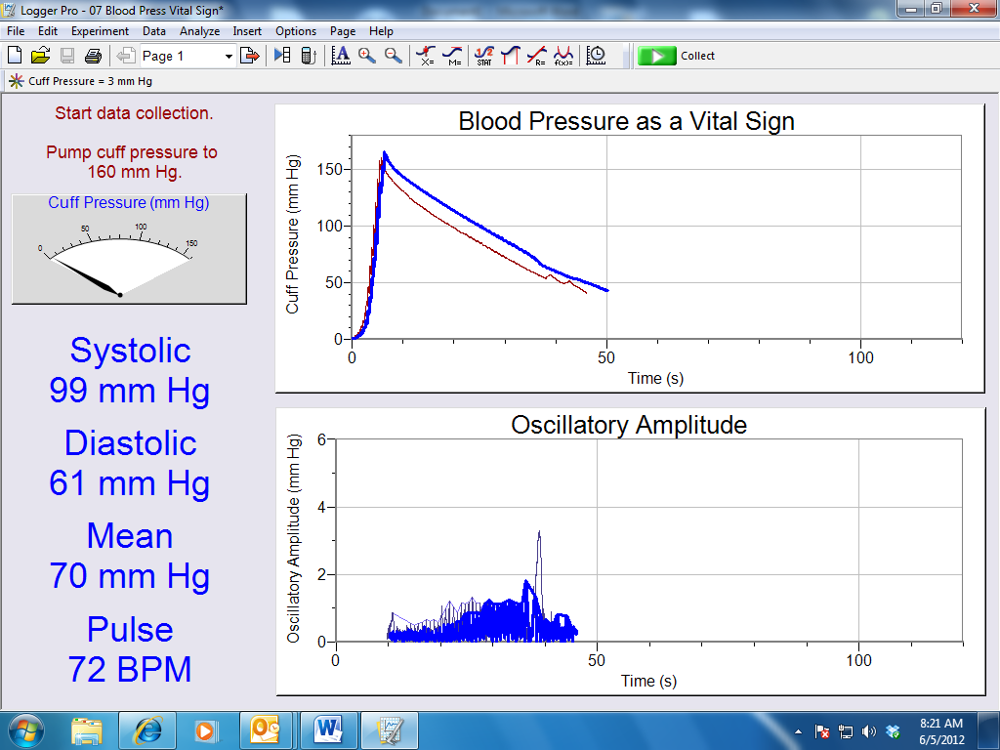 Logger Pro - 07 Blood Press Vital Sign*
File Edit Experiment Data Analyze Insert Options Page Help
Page 1
X=
M=
1/2
STAT
R=
f(x)=
Collect
Cuff Pressure = 3 mm Hg
Start data collection.
Pump cuff pressure to
160 mm Hg.
Cuff Pressure (mm Hg)
0
50
100
150
Systolic
99 mm Hg
Diastolic
61 mm Hg
Mean
70 mm Hg
Pulse
72 BPM
Blood Pressure as a Vital Sign
Cuff Pressure (mm Hg)
150
100
50
0
0 50 100
Time (s)
Oscillatory Amplitude
Oscillatory Amplitude (mm Hg)
6
4
2
0
0 50 100
Time (s)
8:21 AM
6/5/2012